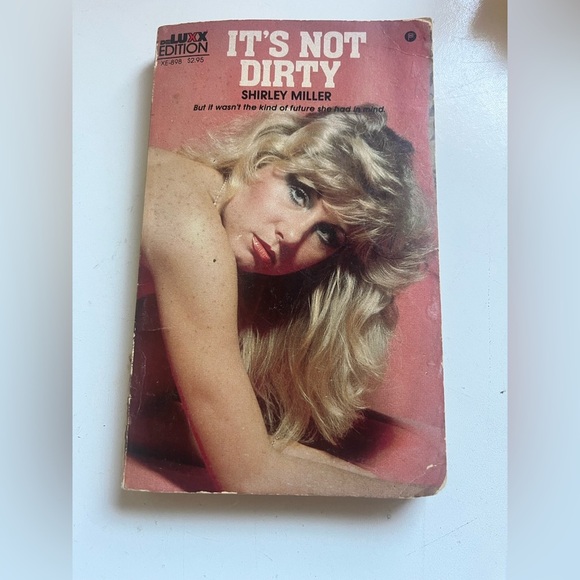 DELUXX
EDITION
XE-898 $2.95
IT'S NOT
DIRTY
SHIRLEY MILLER
But it wasn't the kind of future she had in mind.